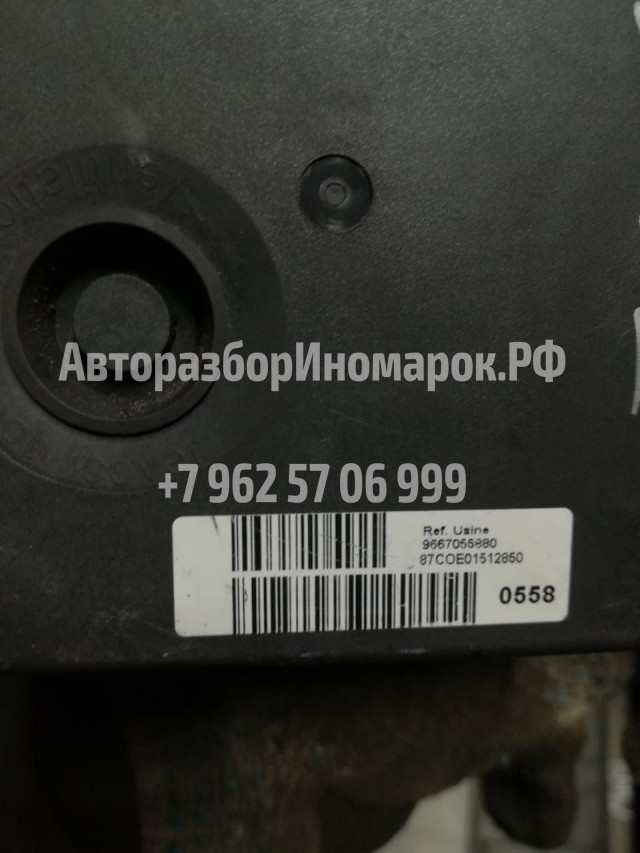 АвторазборИномарок.РФ
+7 962 57 06 999
Ref. Usine
9667055880
87COE01512850
0558